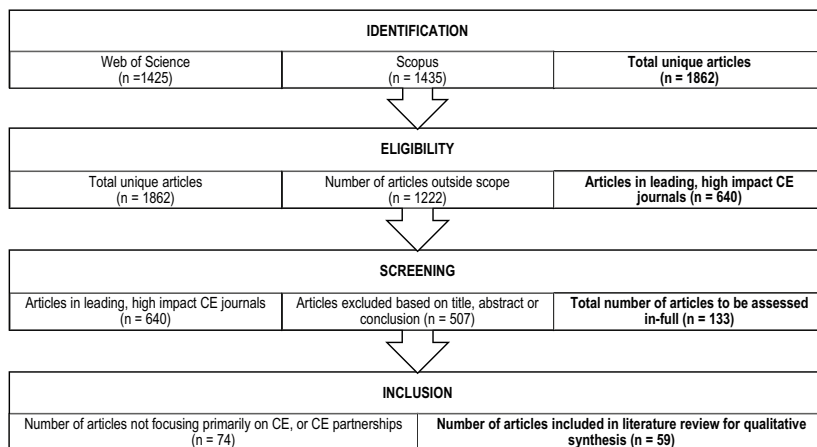 IDENTIFICATION
Web of Science
(n =1425)
Scopus
(n = 1435)
Total unique articles
(n = 1862)
ELIGIBILITY
Total unique articles
(n = 1862)
Number of articles outside scope
(n = 1222)
Articles in leading, high impact CE
journals (n = 640)
SCREENING
Articles in leading, high impact CE journals
(n = 640)
Articles excluded based on title, abstract or
conclusion (n = 507)
Total number of articles to be assessed
in-full (n = 133)
INCLUSION
Number of articles not focusing primarily on CE, or CE partnerships
(n = 74)
Number of articles included in literature review for qualitative
synthesis (n = 59)